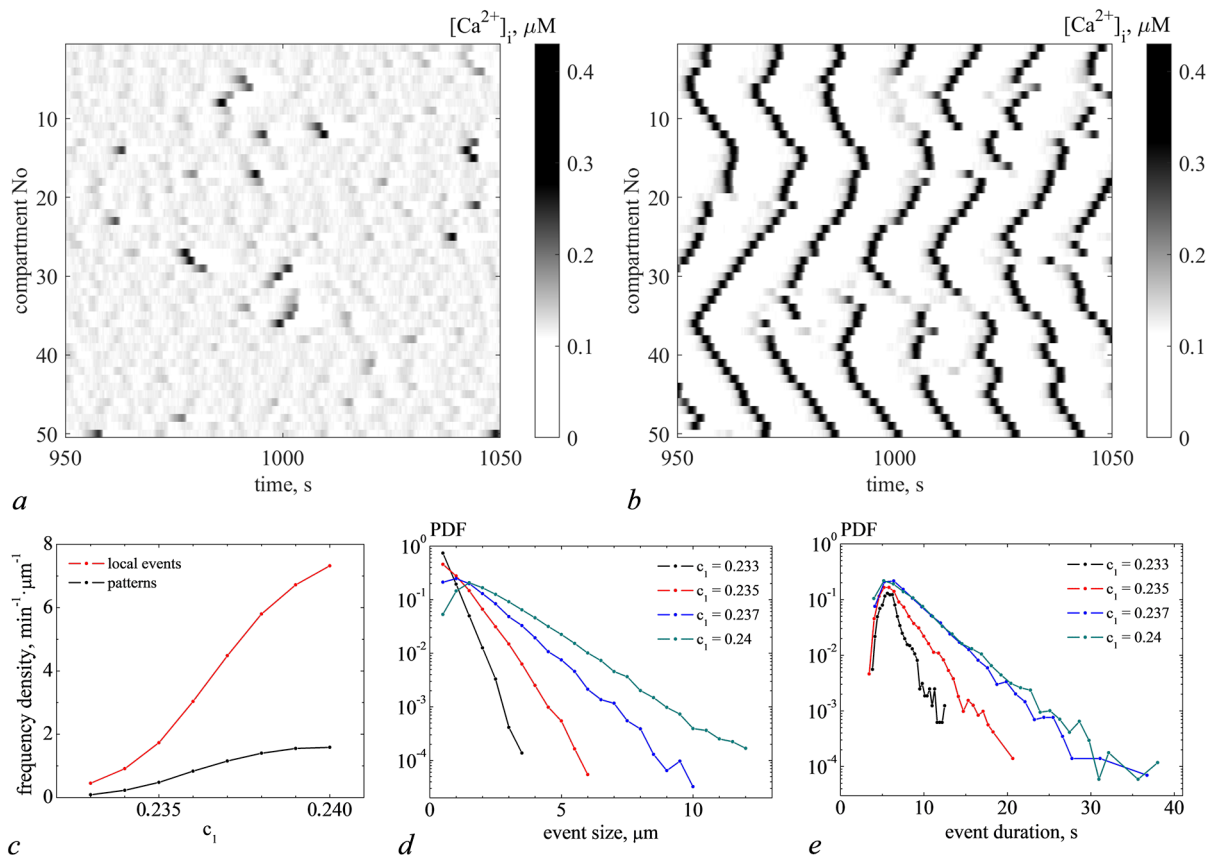 [Ca²⁺]ᵢ, μM
0.4
0.3
0.2
0.1
0
10
20
30
40
50
compartment No
950
1000
1050
time, s
a
[Ca²⁺]ᵢ, μM
0.4
0.3
0.2
0.1
0
10
20
30
40
50
compartment No
950
1000
1050
time, s
b
8
6
4
2
0
frequency density, min⁻¹·μm⁻¹
local events
patterns
0.235
0.240
c₁
c
PDF
10⁰
10⁻¹
10⁻²
10⁻³
10⁻⁴
c₁ = 0.233
c₁ = 0.235
c₁ = 0.237
c₁ = 0.24
0
5
10
event size, μm
d
PDF
10⁰
10⁻¹
10⁻²
10⁻³
10⁻⁴
c₁ = 0.233
c₁ = 0.235
c₁ = 0.237
c₁ = 0.24
0
10
20
30
40
event duration, s
e